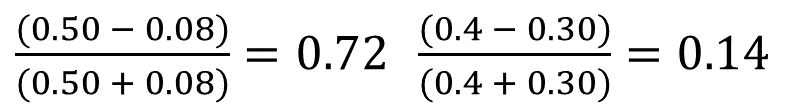 (0.50 − 0.08)/(0.50 + 0.08) = 0.72 (0.4 − 0.30)/(0.4 + 0.30) = 0.14